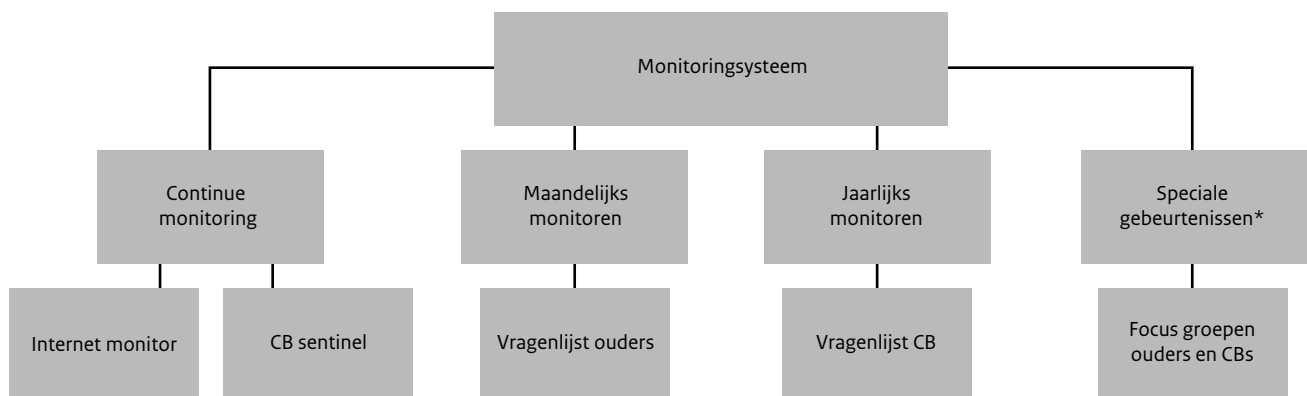 Monitoringsysteem
Continue
monitoring
Maandelijks
monitoren
Jaarlijks
monitoren
Speciale
gebeurtenissen*
Internet monitor
CB sentinel
Vragenlijst ouders
Vragenlijst CB
Focus groepen
ouders en CBs